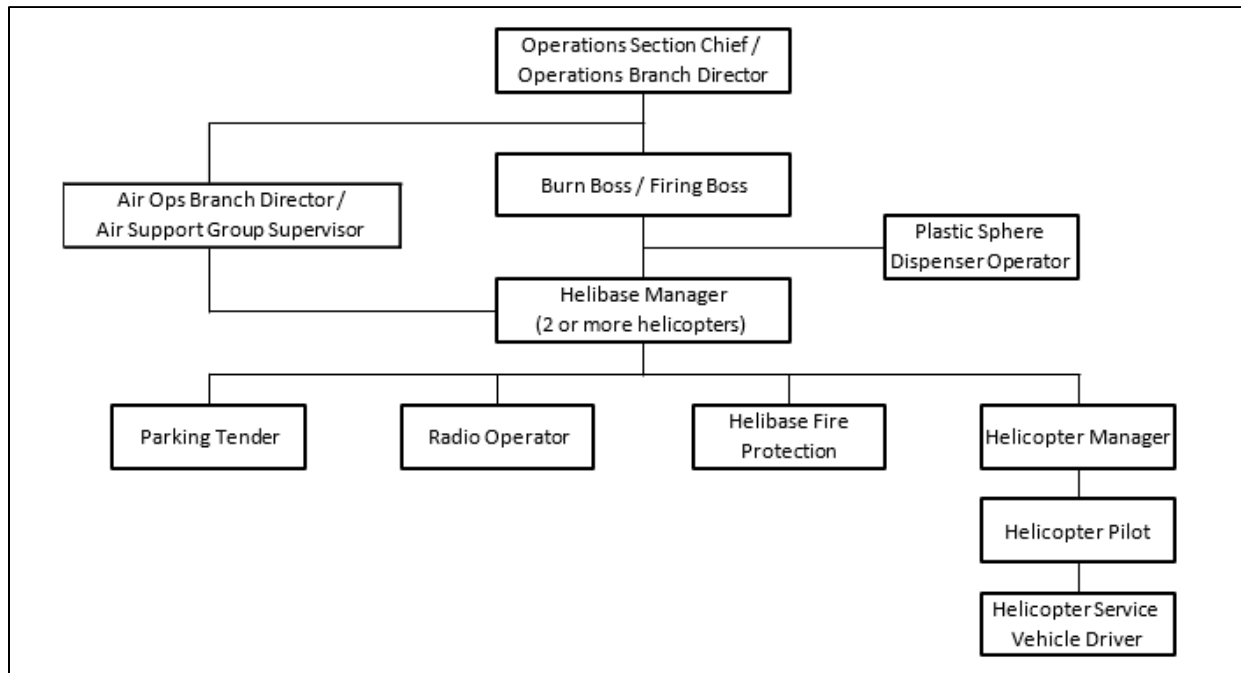 Operations Section Chief /
Operations Branch Director
Burn Boss / Firing Boss
Air Ops Branch Director /
Air Support Group Supervisor
Plastic Sphere
Dispenser Operator
Helibase Manager
(2 or more helicopters)
Parking Tender
Radio Operator
Helibase Fire
Protection
Helicopter Manager
Helicopter Pilot
Helicopter Service
Vehicle Driver